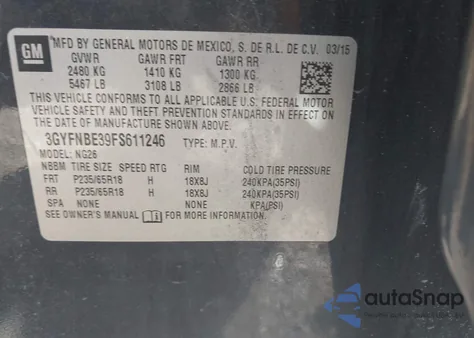 GM
MFD BY GENERAL MOTORS DE MEXICO, S. DE R.L. DE C.V. 03/15
GVWR GAWR FRT GAWR RR
2480 KG 1410 KG 1300 KG
5467 LB 3108 LB 2866 LB
THIS VEHICLE CONFORMS TO ALL APPLICABLE U.S. FEDERAL MOTOR
VEHICLE SAFETY AND THEFT PREVENTION STANDARDS IN EFFECT ON
THE DATE OF MANUFACTURE SHOWN ABOVE.
3GYFNBE39FS611246 TYPE: M.P.V.
MODEL: NG26
NBBM TIRE SIZE SPEED RTG RIM COLD TIRE PRESSURE
FRT P235/65R18 H 18X8J 240KPA(35PSI)
RR P235/65R18 H 18X8J 240KPA(35PSI)
SPA NONE NONE KPA(PSI)
SEE OWNER'S MANUAL FOR MORE INFORMATION.
autoSnap